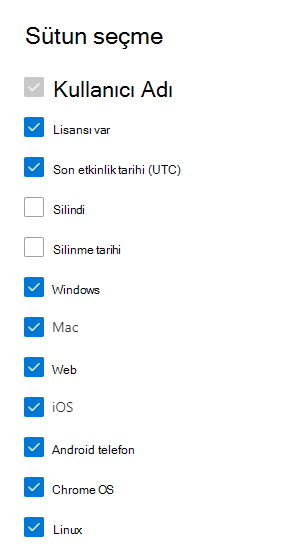 Sütun seçme
Kullanıcı Adı
Lisansı var
Son etkinlik tarihi (UTC)
Silindi
Silinme tarihi
Windows
Mac
Web
iOS
Android telefon
Chrome OS
Linux